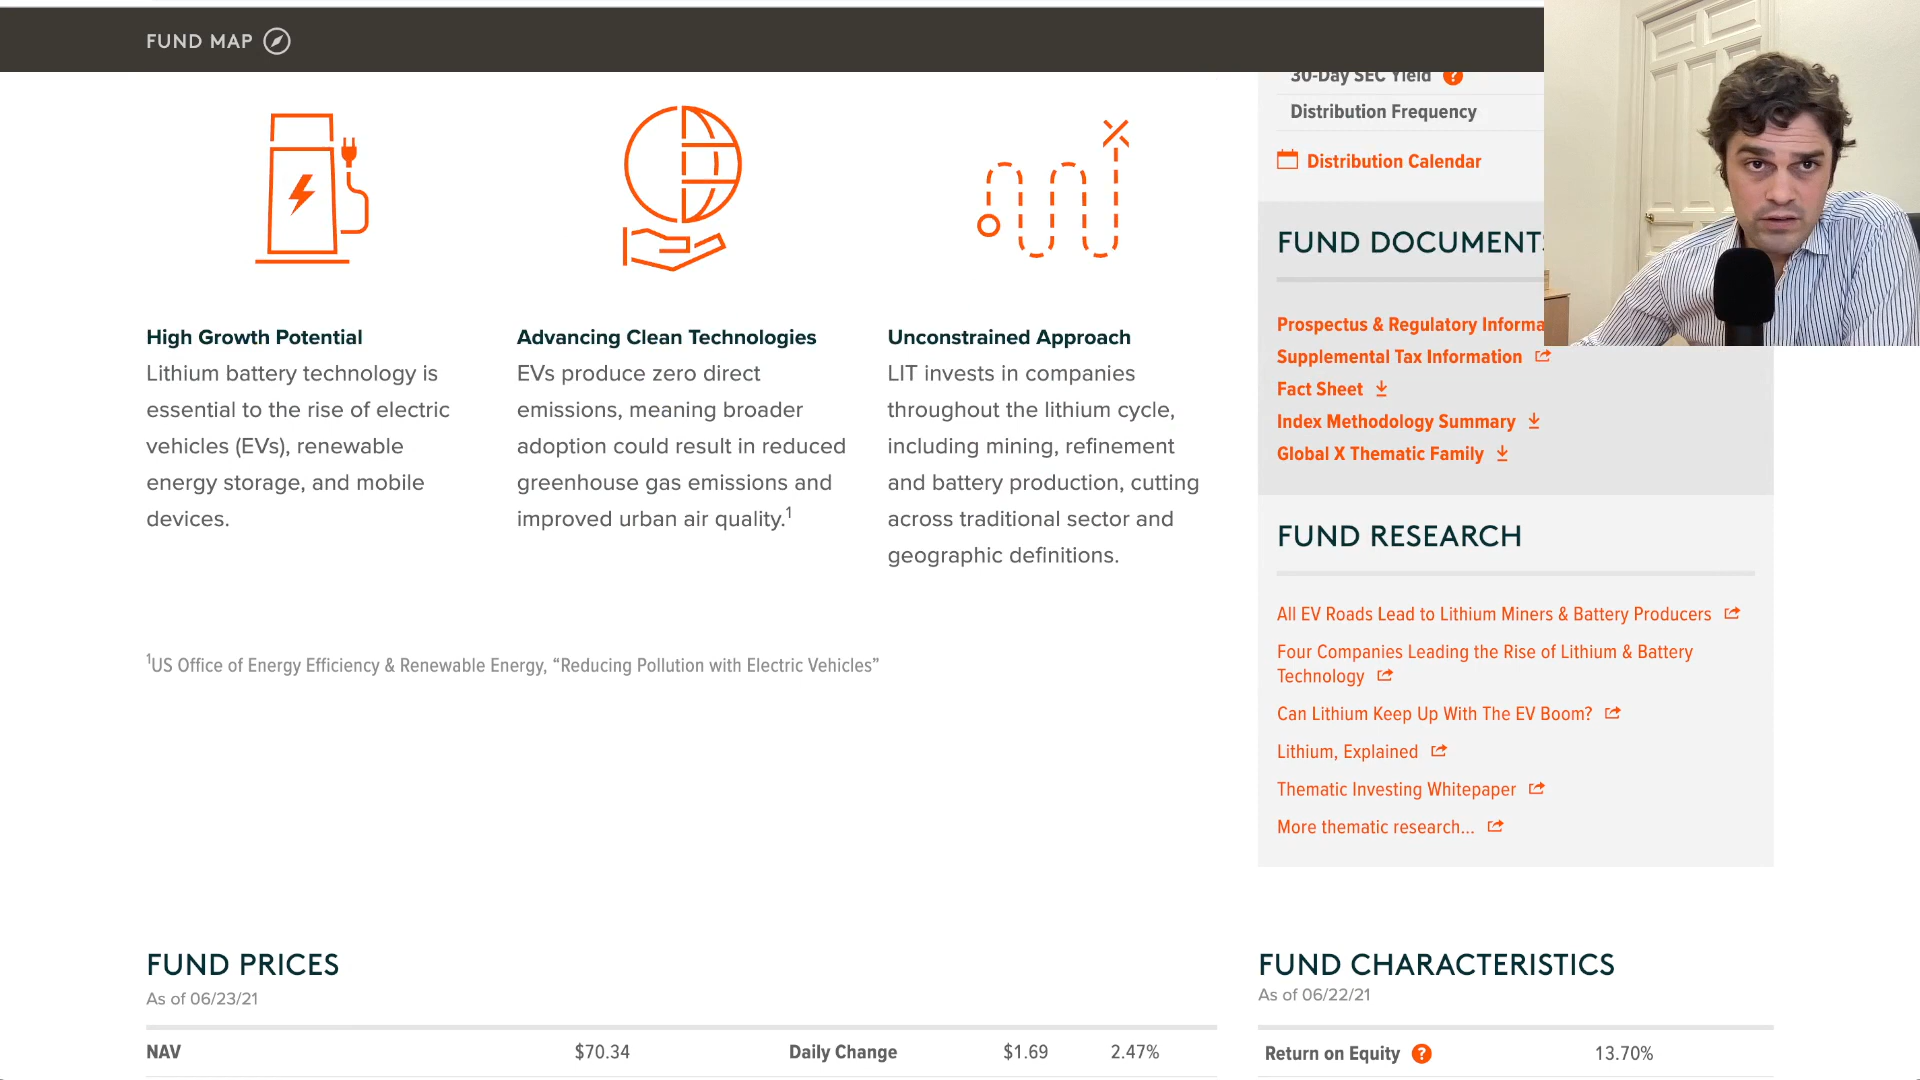 FUND MAP
30-Day SEC Yield ?
Distribution Frequency
Distribution Calendar
FUND DOCUMENTS
Prospectus & Regulatory
Supplemental Tax Information
Fact Sheet
Index Methodology Summary
Global X Thematic Family
High Growth Potential
Lithium battery technology is
essential to the rise of electric
vehicles (EVs), renewable
energy storage, and mobile
devices.
Advancing Clean Technologies
EVs produce zero direct
emissions, meaning broader
adoption could result in reduced
greenhouse gas emissions and
improved urban air quality.1
Unconstrained Approach
LIT invests in companies
throughout the lithium cycle,
including mining, refinement
and battery production, cutting
across traditional sector and
geographic definitions.
1US Office of Energy Efficiency & Renewable Energy, “Reducing Pollution with Electric Vehicles”
FUND RESEARCH
All EV Roads Lead to Lithium Miners & Battery Producers
Four Companies Leading the Rise of Lithium & Battery
Technology
Can Lithium Keep Up With The EV Boom?
Lithium, Explained
Thematic Investing Whitepaper
More thematic research...
FUND PRICES
As of 06/23/21
NAV $70.34 Daily Change $1.69 2.47%
FUND CHARACTERISTICS
As of 06/22/21
Return on Equity ? 13.70%